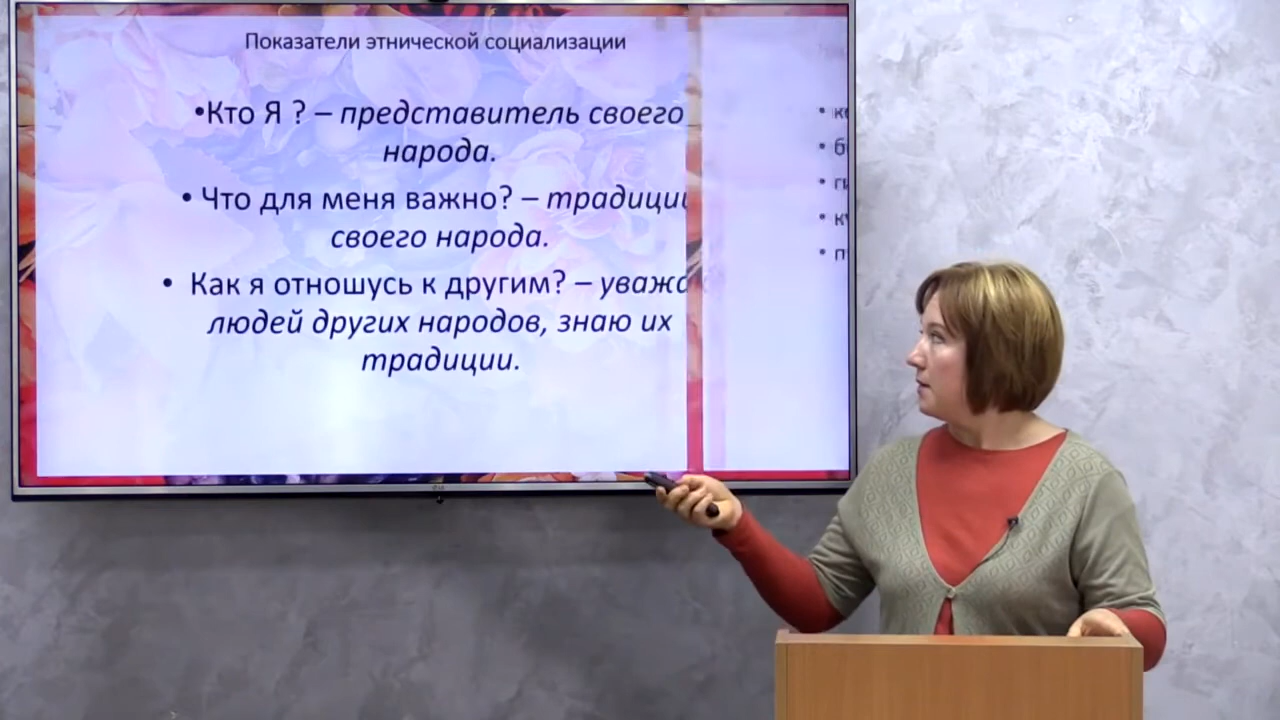 Показатели этнической социализации
•Кто Я ? – представитель своего
народа.
• Что для меня важно? – традиции
своего народа.
• Как я отношусь к другим? –
людей других народов, знаю их
традиции.